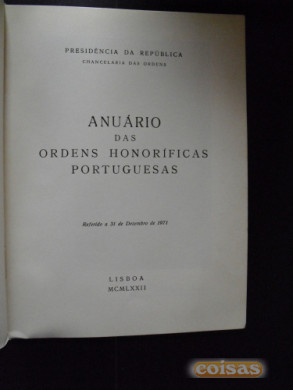 PRESIDÊNCIA DA REPÚBLICA
CHANCELARIA DAS ORDENS
ANUÁRIO
DAS
ORDENS HONORÍFICAS
PORTUGUESAS
Referido a 31 de Dezembro de 1971
LISBOA
MCMLXXII
coisas